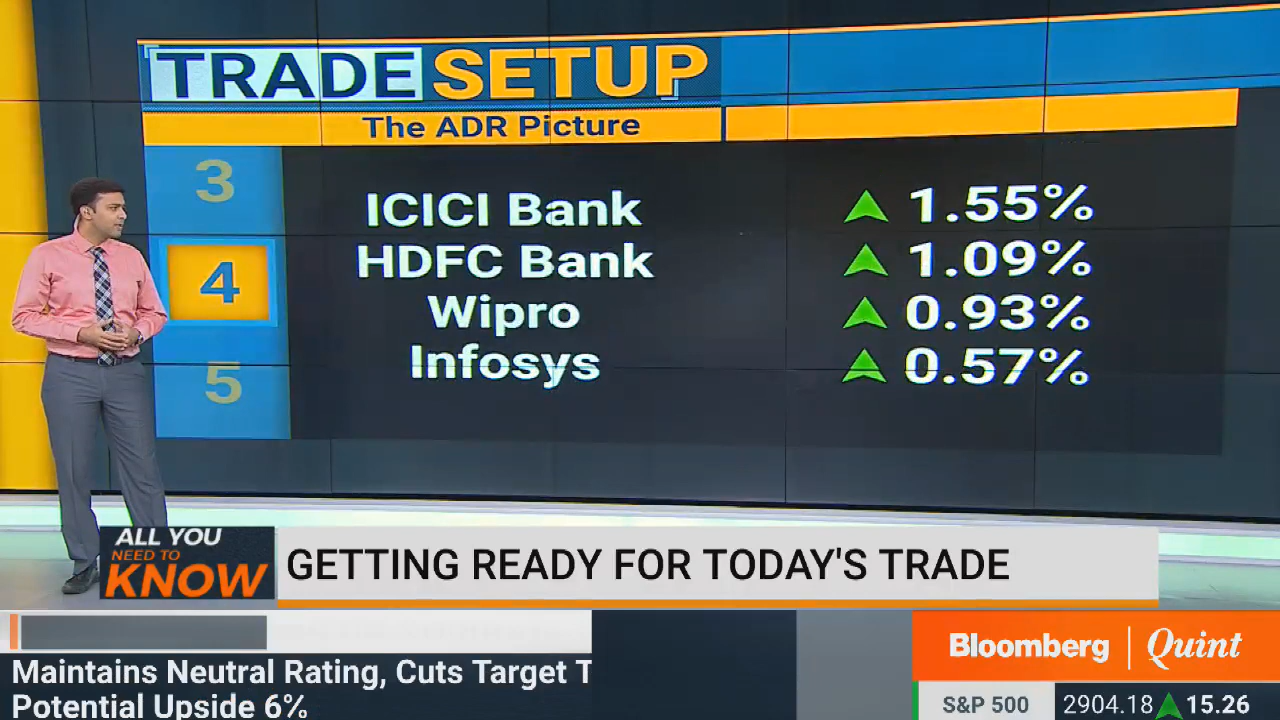 TRADE SETUP
The ADR Picture
3
4
5
ICICI Bank 1.55%
HDFC Bank 1.09%
Wipro 0.93%
Infosys 0.57%
ALL YOU
NEED TO
KNOW
GETTING READY FOR TODAY'S TRADE
Maintains Neutral Rating, Cuts Target T
Potential Upside 6%
Bloomberg | Quint
S&P 500 2904.18 15.26